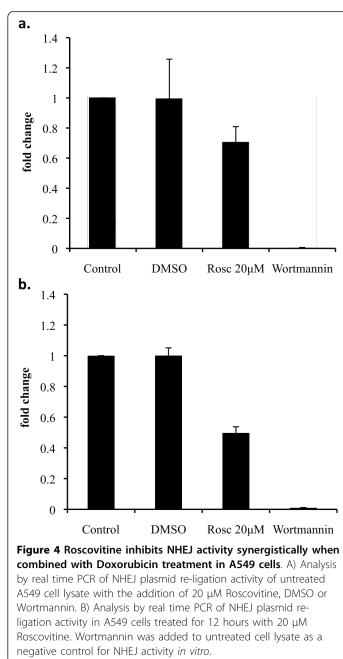 a.
1.4
1.2
1
0.8
0.6
0.4
0.2
0
fold change
Control DMSO Rosc 20μM Wortmannin
b.
1.4
1.2
1
0.8
0.6
0.4
0.2
0
fold change
Control DMSO Rosc 20μM Wortmannin
Figure 4 Roscovitine inhibits NHEJ activity synergistically when
combined with Doxorubicin treatment in A549 cells. A) Analysis
by real time PCR of NHEJ plasmid re-ligation activity of untreated
A549 cell lysate with the addition of 20 μM Roscovitine, DMSO or
Wortmannin. B) Analysis by real time PCR of NHEJ plasmid re-
ligation activity in A549 cells treated for 12 hours with 20 μM
Roscovitine. Wortmannin was added to untreated cell lysate as a
negative control for NHEJ activity in vitro.